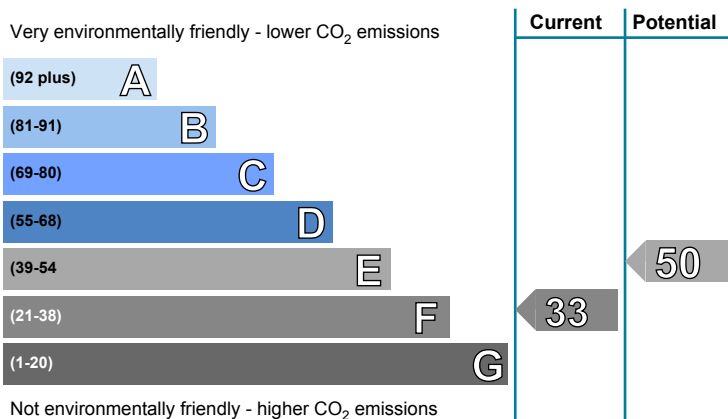 Current Potential
Very environmentally friendly - lower CO₂ emissions
(92 plus) A
(81-91) B
(69-80) C
(55-68) D
(39-54 E
50
(21-38) F
33
(1-20) G
Not environmentally friendly - higher CO₂ emissions